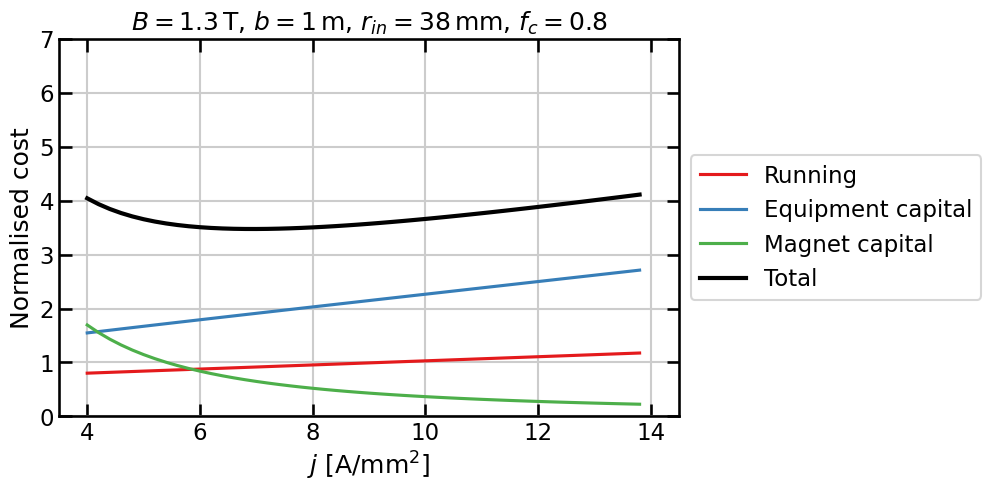 B = 1.3 T, b = 1 m, r_in = 38 mm, f_c = 0.8
Normalised cost
7
6
5
4
3
2
1
0
4 6 8 10 12 14
j [A/mm²]
Running
Equipment capital
Magnet capital
Total